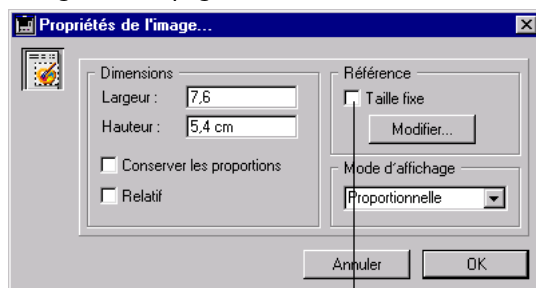 Propriétés de l'image...
Dimensions
Largeur : 7,6
Hauteur : 5,4 cm
Conserver les proportions
Relatif
Référence
Taille fixe
Modifier...
Mode d'affichage
Proportionnelle
Annuler
OK